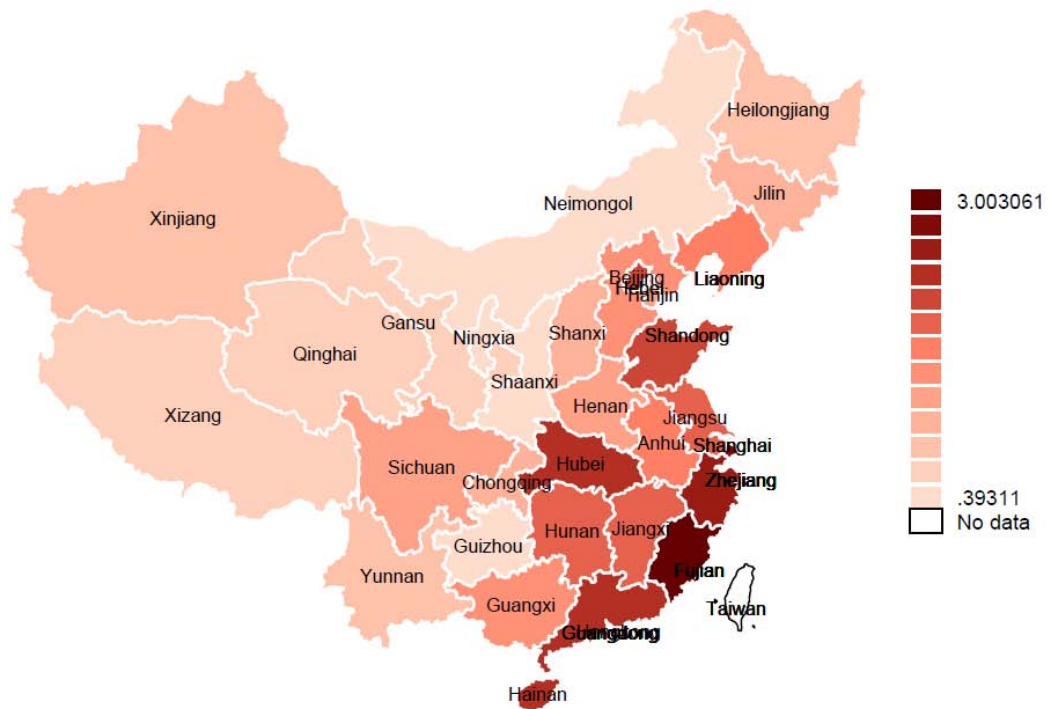 Heilongjiang
Jilin
Xinjiang
Neimongol
Liaoning
Beijing
Hebei
Tianjin
Gansu
Ningxia
Shanxi
Shandong
Qinghai
Shaanxi
Xizang
Henan
Jiangsu
Anhui
Shanghai
Sichuan
Hubei
Chongqing
Zhejiang
Hunan
Jiangxi
Guizhou
Fujian
Yunnan
Guangxi
Taiwan
Hainan
3.003061
.39311
No data